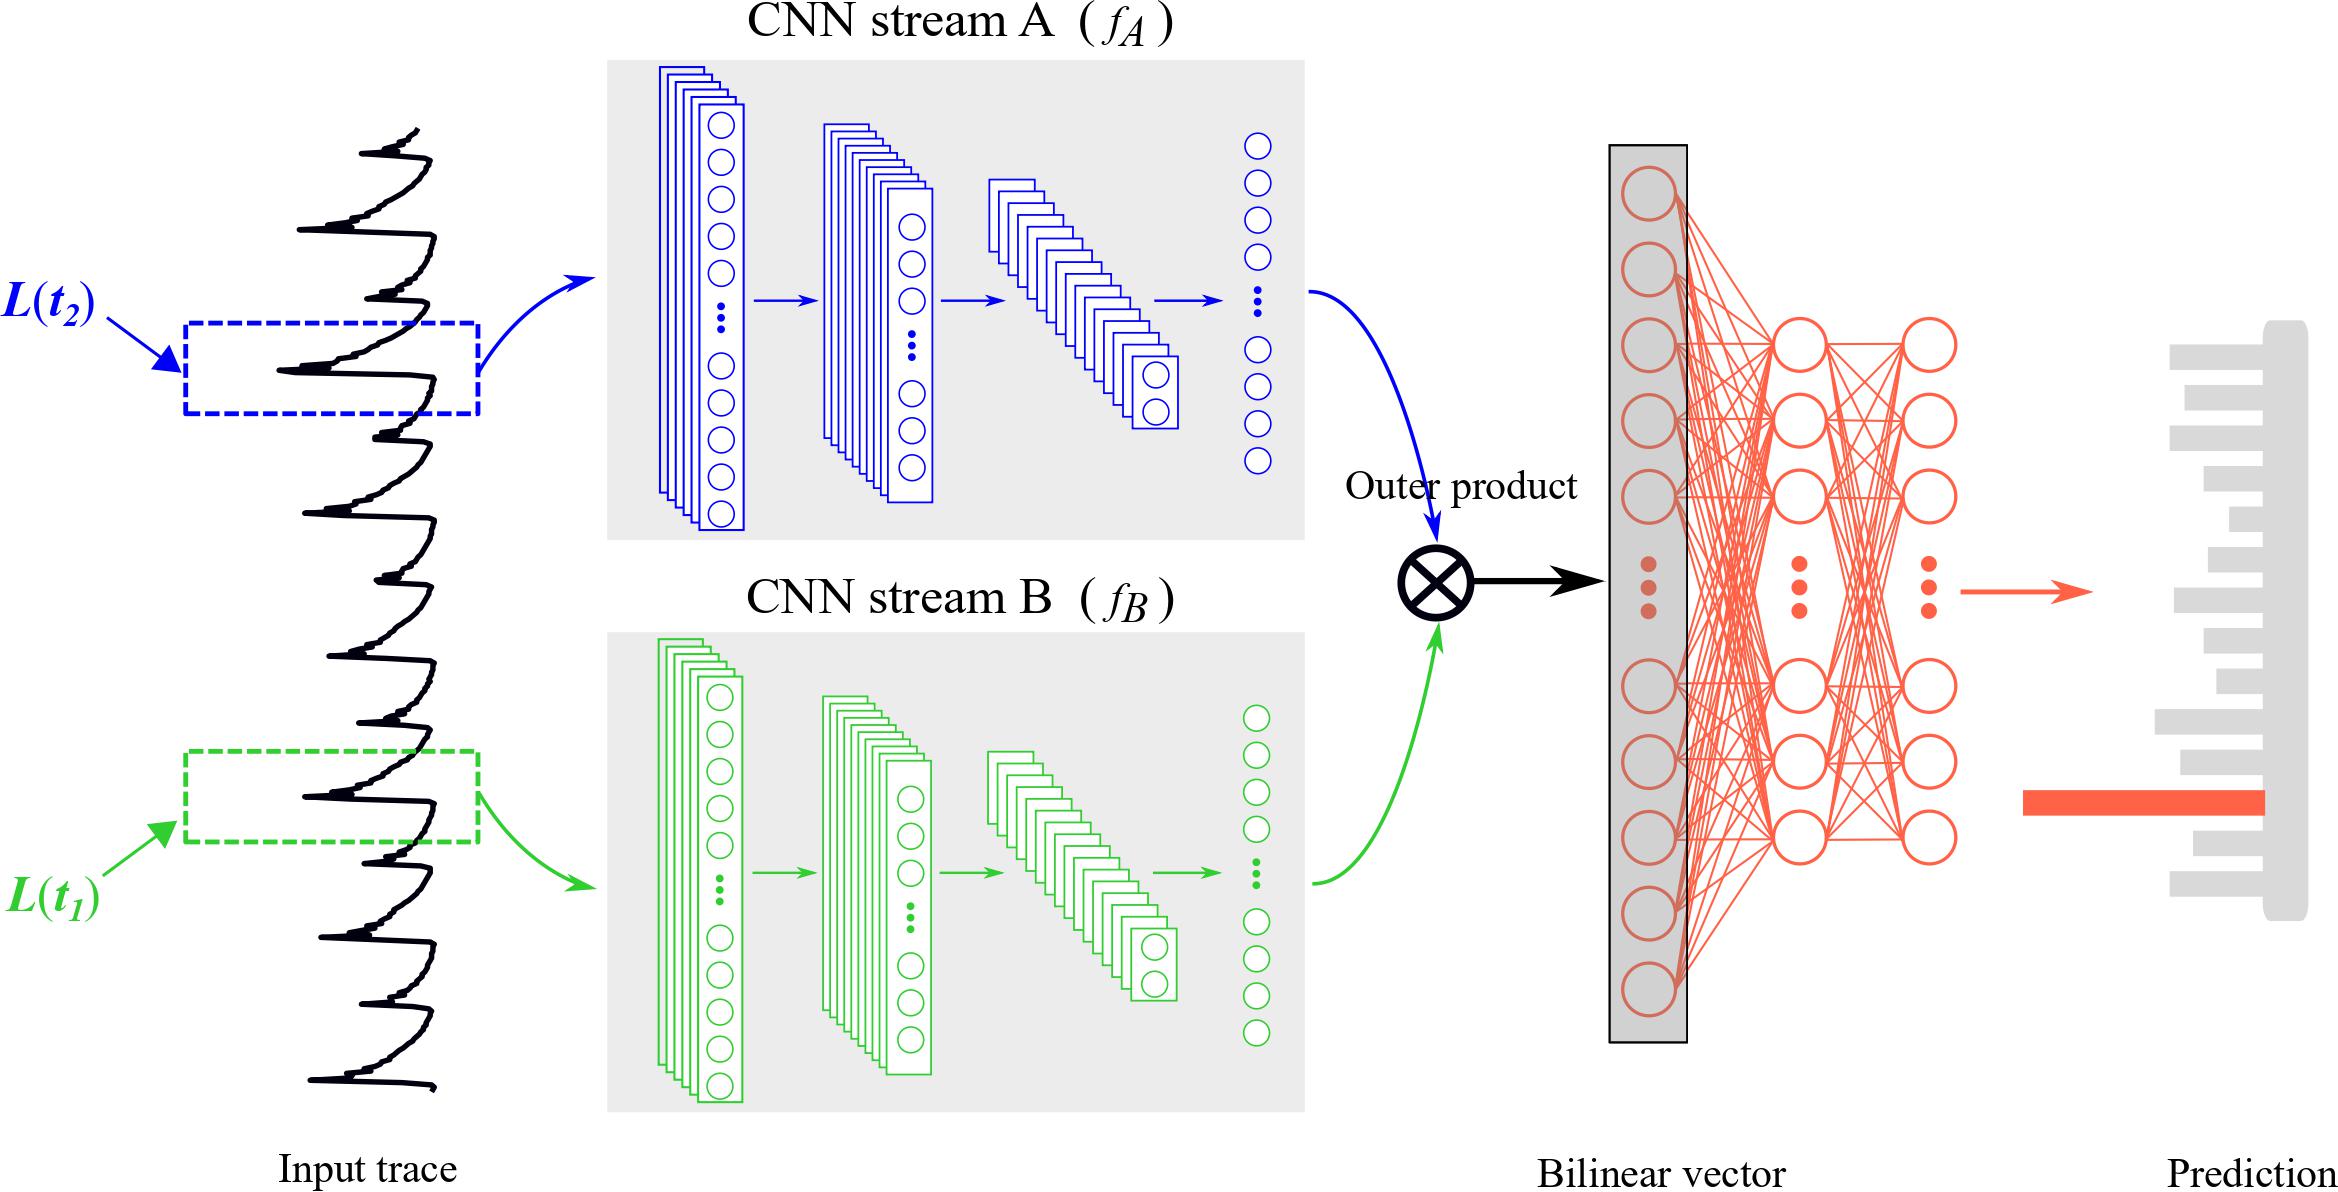 CNN stream A ( f_A )
L(t_2)
Outer product
CNN stream B ( f_B )
L(t_1)
Input trace
Bilinear vector
Prediction